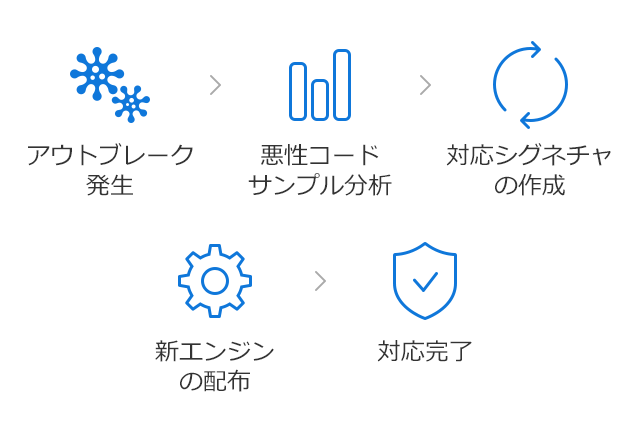 アウトブレーク
発生
悪性コード
サンプル分析
対応シグネチャ
の作成
新エンジン
の配布
対応完了